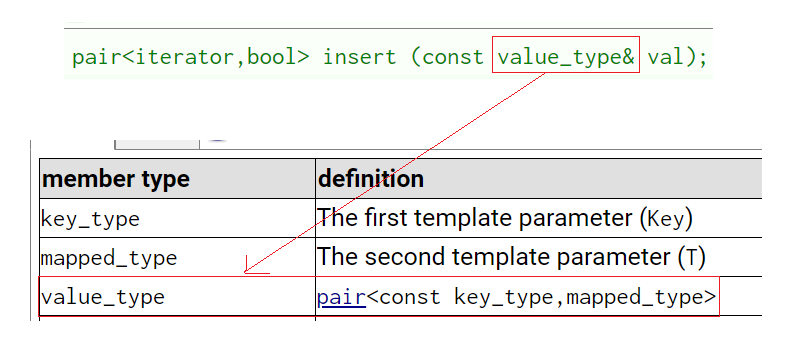 pair<iterator,bool> insert (const value_type& val);
member type definition
key_type The first template parameter (Key)
mapped_type The second template parameter (T)
value_type pair<const key_type,mapped_type>